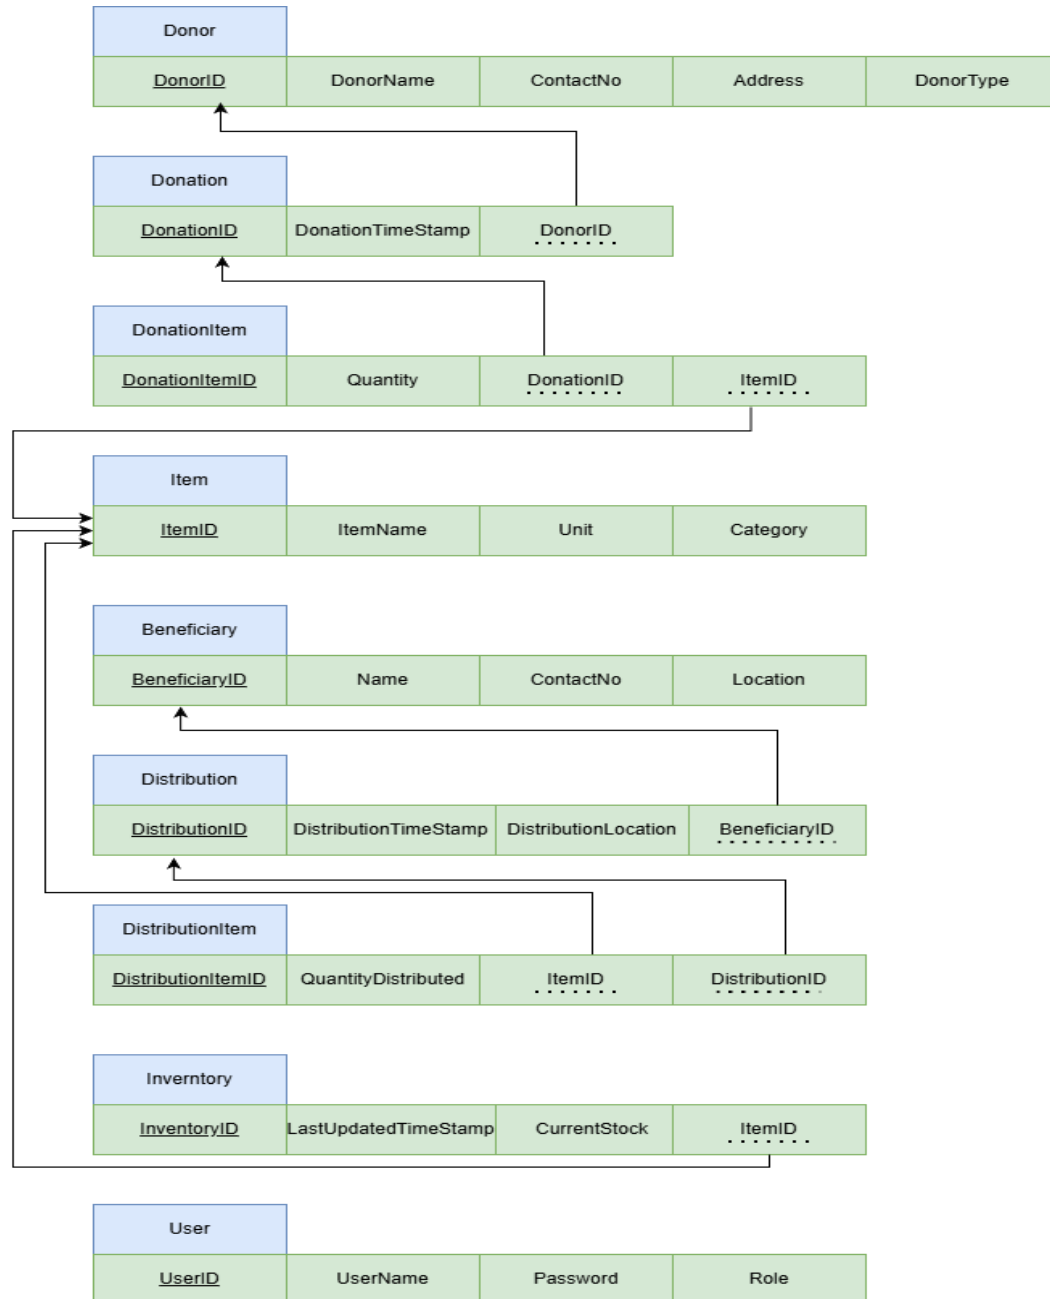 Donor
DonorID DonorName ContactNo Address DonorType
Donation
DonationID DonationTimeStamp DonorID
DonationItem
DonationItemID Quantity DonationID ItemID
Item
ItemID ItemName Unit Category
Beneficiary
BeneficiaryID Name ContactNo Location
Distribution
DistributionID DistributionTimeStamp DistributionLocation BeneficiaryID
DistributionItem
DistributionItemID QuantityDistributed ItemID DistributionID
Inverntory
InventoryID LastUpdatedTimeStamp CurrentStock ItemID
User
UserID UserName Password Role